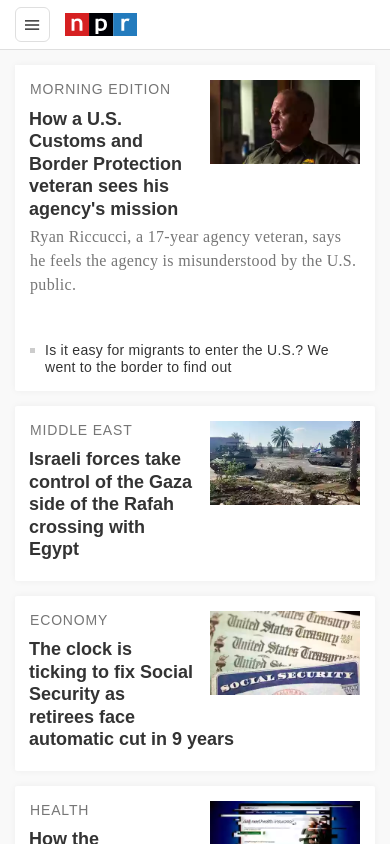 npr
MORNING EDITION
How a U.S.
Customs and
Border Protection
veteran sees his
agency's mission
Ryan Riccucci, a 17-year agency veteran, says
he feels the agency is misunderstood by the U.S.
public.
Is it easy for migrants to enter the U.S.? We
went to the border to find out
MIDDLE EAST
Israeli forces take
control of the Gaza
side of the Rafah
crossing with
Egypt
ECONOMY
The clock is
ticking to fix Social
Security as
retirees face
automatic cut in 9 years
United States Treasury
United States Treasury
SOCIAL SECURITY
HEALTH
How the